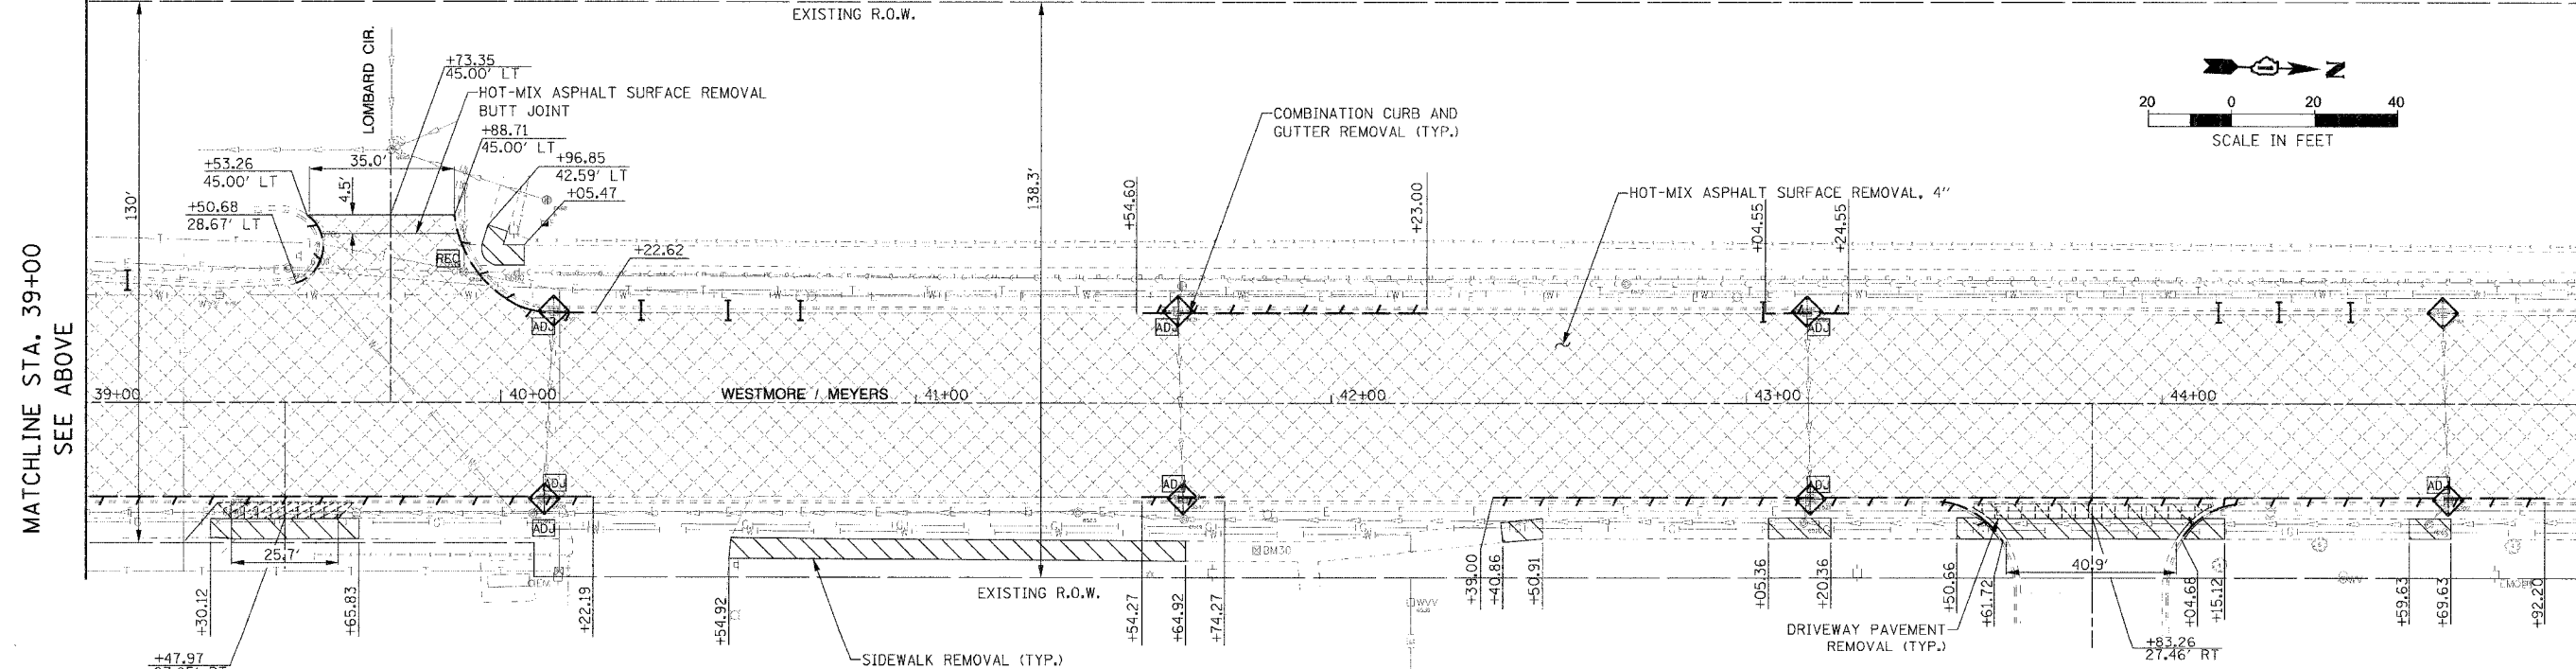 EXISTING R.O.W.
LOMBARD CIR.
+73.35
45.00' LT
HOT-MIX ASPHALT SURFACE REMOVAL
BUTT JOINT
+88.71
45.00' LT
+53.26
45.00' LT
35.0'
4.5'
+96.85
42.59' LT
+05.47
+50.68
28.67' LT
130'
138.3'
REC
+22.62
COMBINATION CURB AND
GUTTER REMOVAL (TYP.)
+54.60
+23.00
HOT-MIX ASPHALT SURFACE REMOVAL, 4"
+04.55
+24.55
N
20 0 20 40
SCALE IN FEET
MATCHLINE STA. 39+00
SEE ABOVE
ADJ
ADJ
ADJ
39+00
40+00
WESTMORE / MEYERS
41+00
42+00
43+00
44+00
ADJ
ADJ
ADJ
ADJ
ADJ
25.7'
BM30
40.9'
+30.12
+65.83
+22.19
+54.92
EXISTING R.O.W.
+54.27
+64.92
+74.27
+39.00
+40.86
+50.91
+05.36
+20.36
+50.66
+61.72
+04.68
+15.12
+59.63
+69.63
+92.20
+47.97
SIDEWALK REMOVAL (TYP.)
DRIVEWAY PAVEMENT
REMOVAL (TYP.)
+83.26
27.46' RT